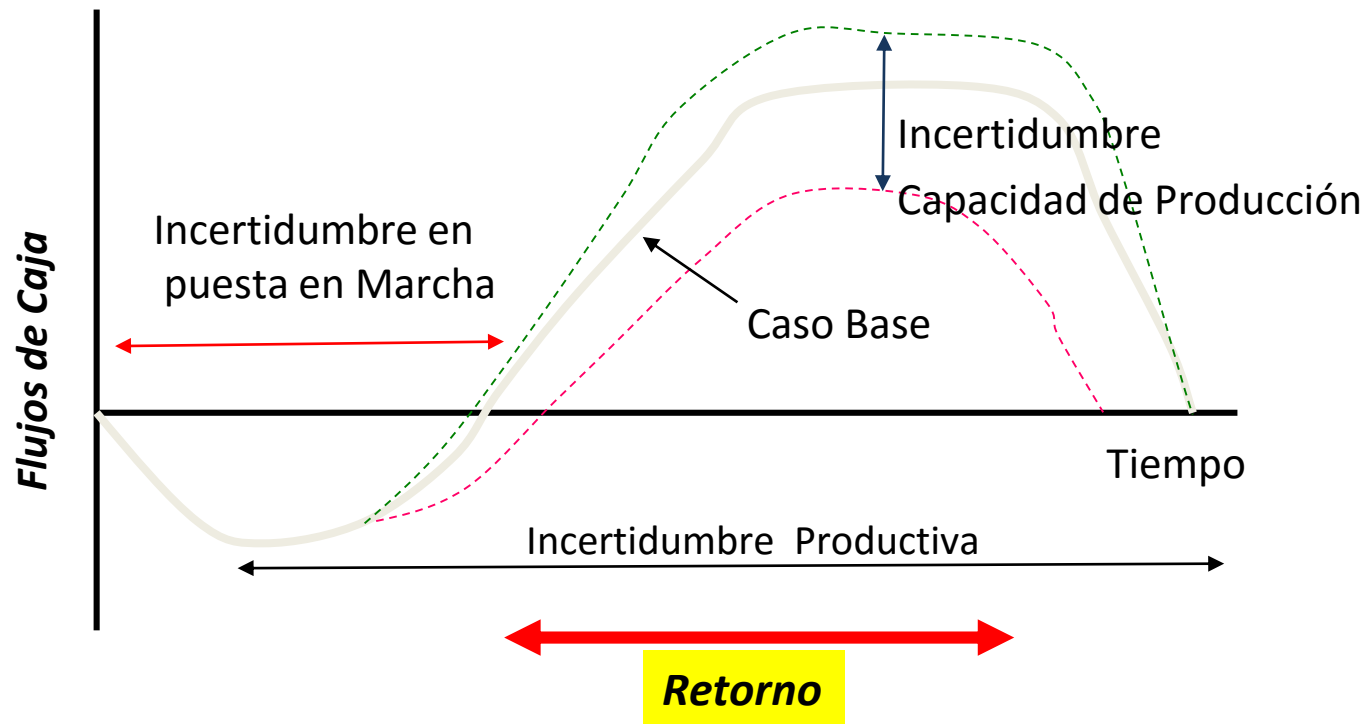 Flujos de Caja
Incertidumbre en
puesta en Marcha
Incertidumbre
Capacidad de Producción
Caso Base
Tiempo
Incertidumbre Productiva
Retorno